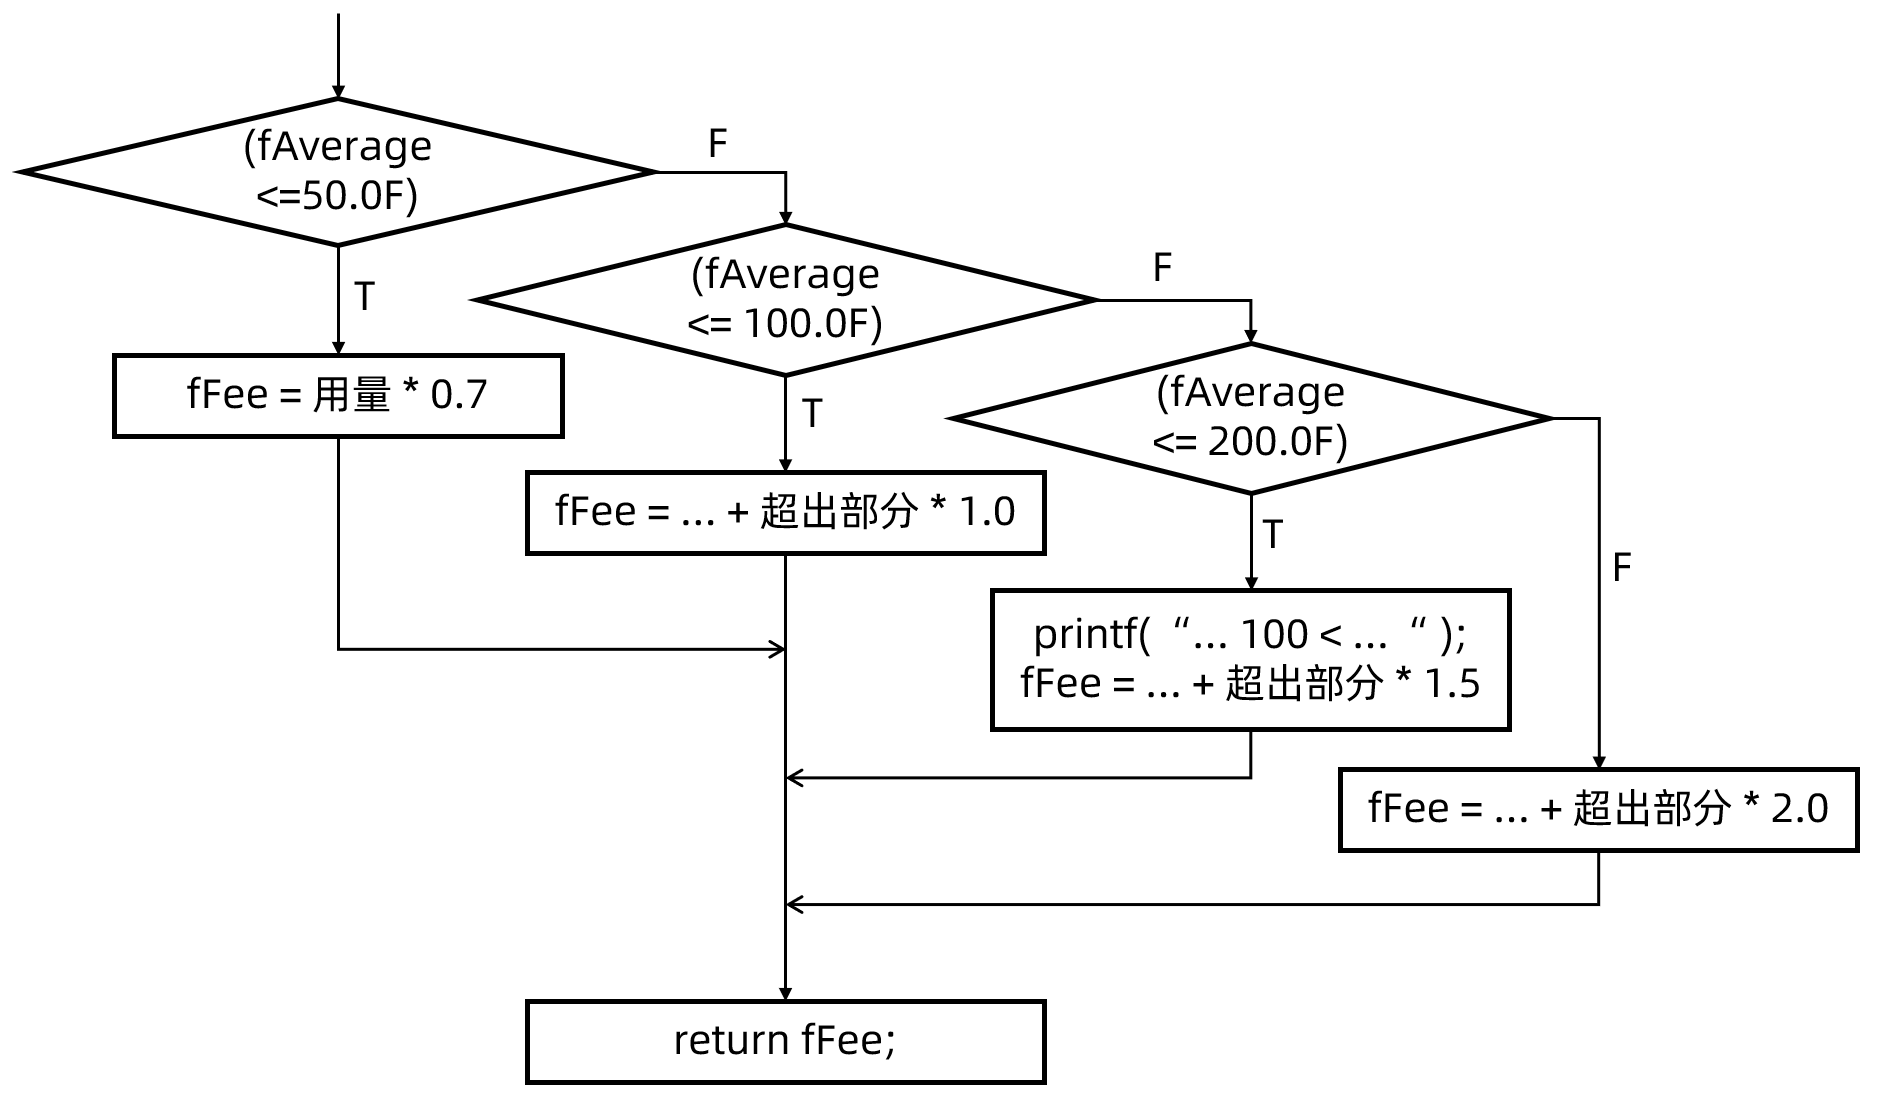 (fAverage
<=50.0F)
F
T
(fAverage
<= 100.0F)
F
T
fFee = 用量 * 0.7
(fAverage
<= 200.0F)
T
F
fFee = ... + 超出部分 * 1.0
printf( “... 100 < ... “ );
fFee = ... + 超出部分 * 1.5
fFee = ... + 超出部分 * 2.0
return fFee;